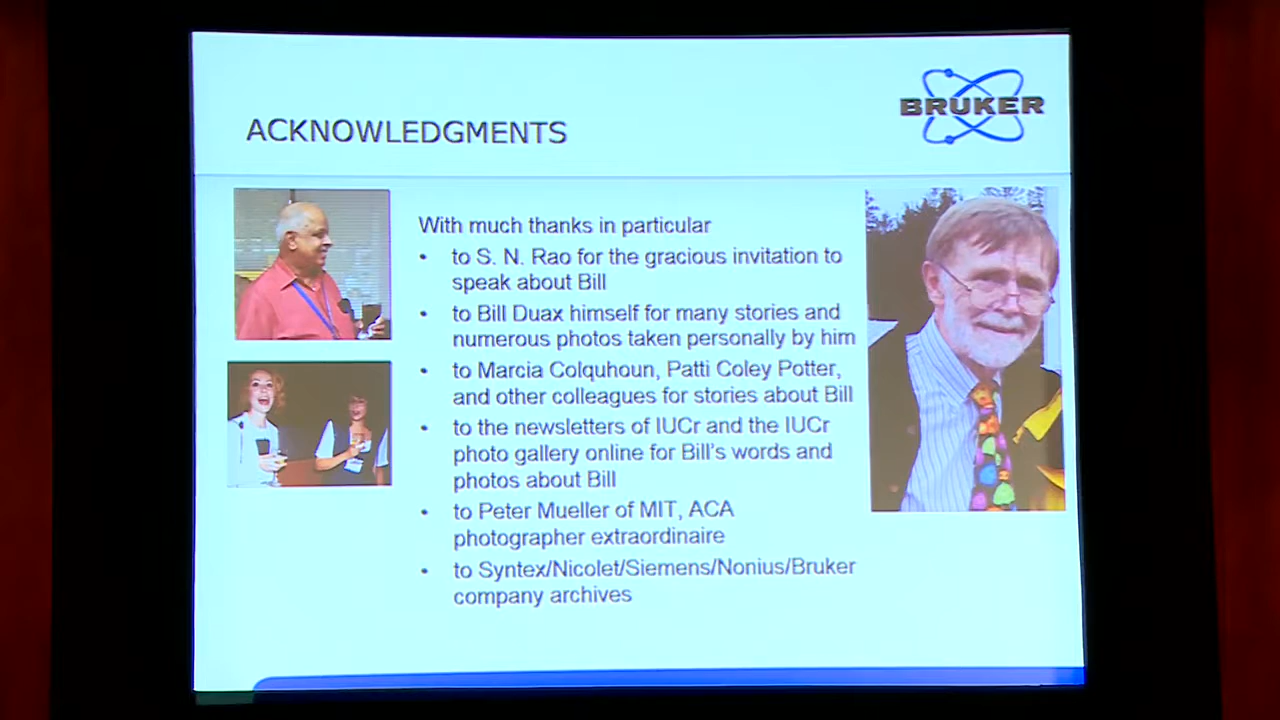 BRUKER
ACKNOWLEDGMENTS
With much thanks in particular
• to S. N. Rao for the gracious invitation to
speak about Bill
• to Bill Duax himself for many stories and
numerous photos taken personally by him
• to Marcia Colquhoun, Patti Coley Potter,
and other colleagues for stories about Bill
• to the newsletters of IUCr and the IUCr
photo gallery online for Bill's words and
photos about Bill
• to Peter Mueller of MIT, ACA
photographer extraordinaire
• to Syntex/Nicolet/Siemens/Nonius/Bruker
company archives